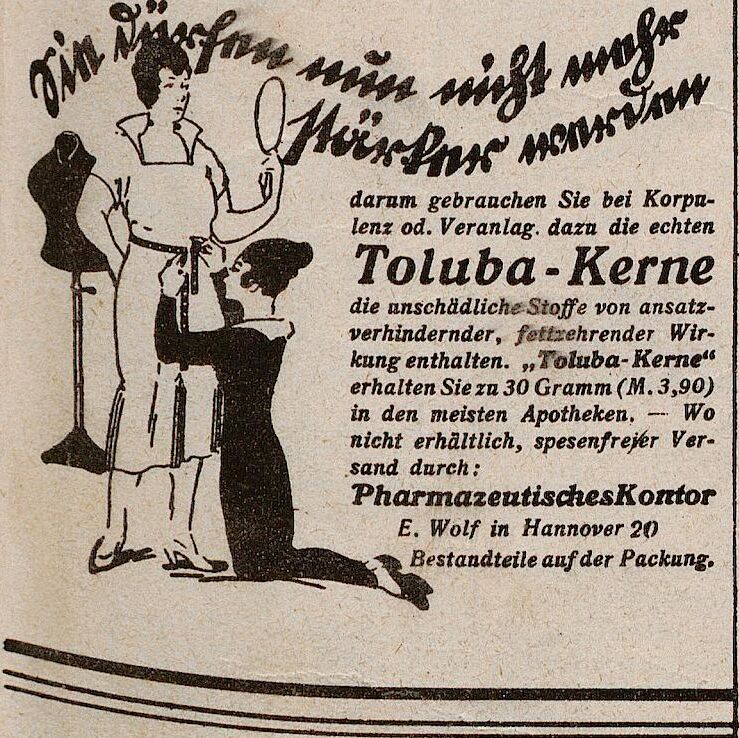 Sie dürfen nun nicht mehr
stärker werden
darum gebrauchen Sie bei Korpu-
lenz od. Veranlag. dazu die echten
Toluba-Kerne
die unschädliche Stoffe von ansatz-
verhindernder, fettzehrender Wir-
kung enthalten. „Toluba-Kerne“
erhalten Sie zu 30 Gramm (M. 3,90)
in den meisten Apotheken. — Wo
nicht erhältlich, spesenfreier Ver-
sand durch:
Pharmazeutisches Kontor
E. Wolf in Hannover 20
Bestandteile auf der Packung.